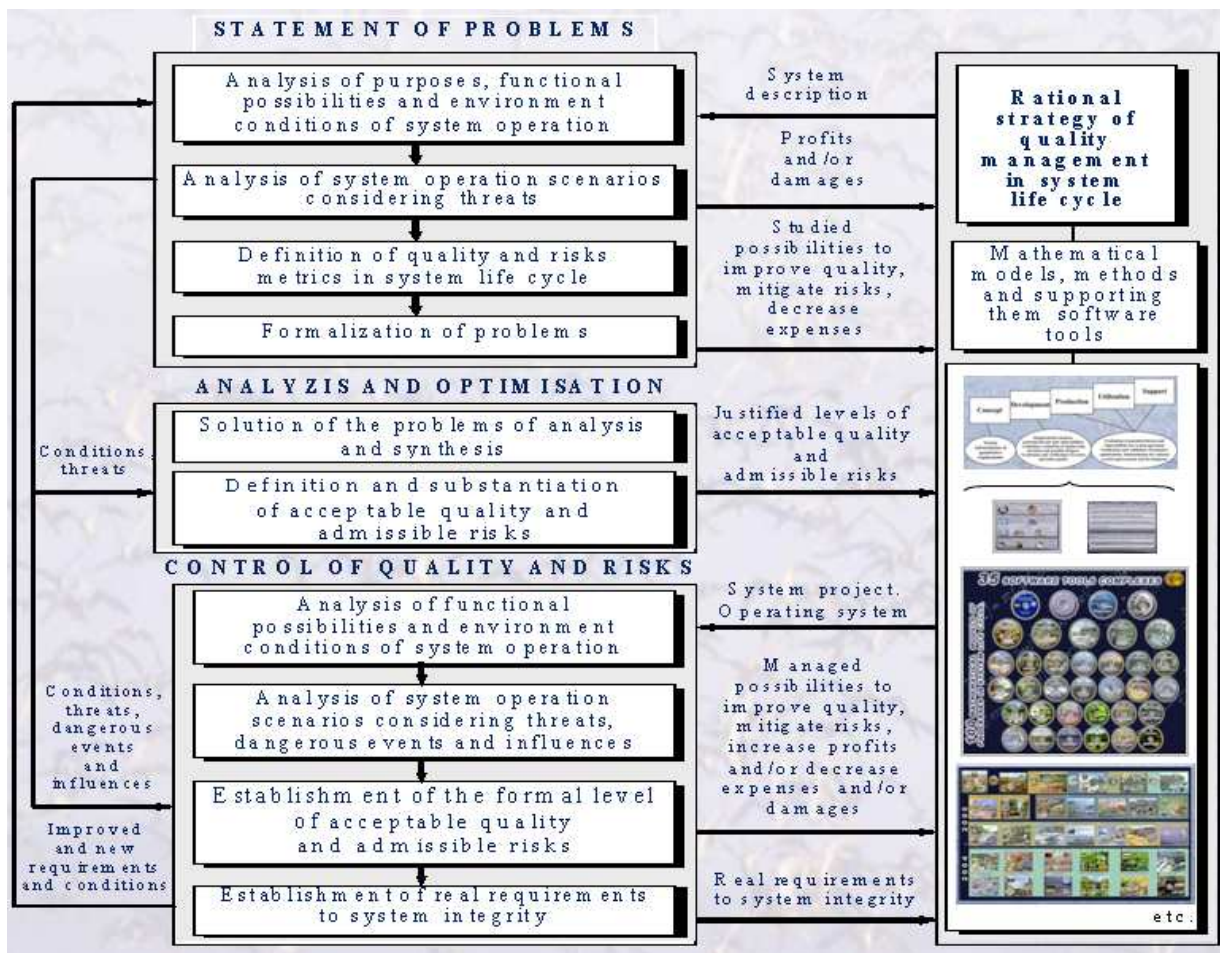 STATEMENT OF PROBLEMS
Analysis of purposes, functional
possibilities and environment
conditions of system operation
Analysis of system operation scenarios
considering threats
Definition of quality and risks
metrics in system life cycle
Formalization of problems
ANALYZIS AND OPTIMISATION
Solution of the problems of analysis
and synthesis
Definition and substantiation
of acceptable quality and
admissible risks
CONTROL OF QUALITY AND RISKS
Analysis of functional
possibilities and environment
conditions of system operation
Analysis of system operation
scenarios considering threats,
dangerous events and influences
Establishment of the formal level
of acceptable quality
and admissible risks
Establishment of real requirements
to system integrity
Conditions,
threats
Conditions,
threats,
dangerous
events
and
influences
Improved
and new
requirements
and conditions
System
description
Profits
and/or
damages
Studied
possibilities to
improve quality,
mitigate risks,
decrease
expenses
Justified levels of
acceptable quality
and
admissible risks
System project.
Operating system
Managed
possibilities to
improve quality,
mitigate risks,
increase profits
and/or decrease
expenses and/or
damages
Real requirements
to system integrity
Rational
strategy of
quality
management
in system
life cycle
Mathematical
models, methods
and supporting
them software
tools
Concept
Development
Production
Utilization
Support
35 SOFTWARE TOOLS COMPLEXES
2004
etc.